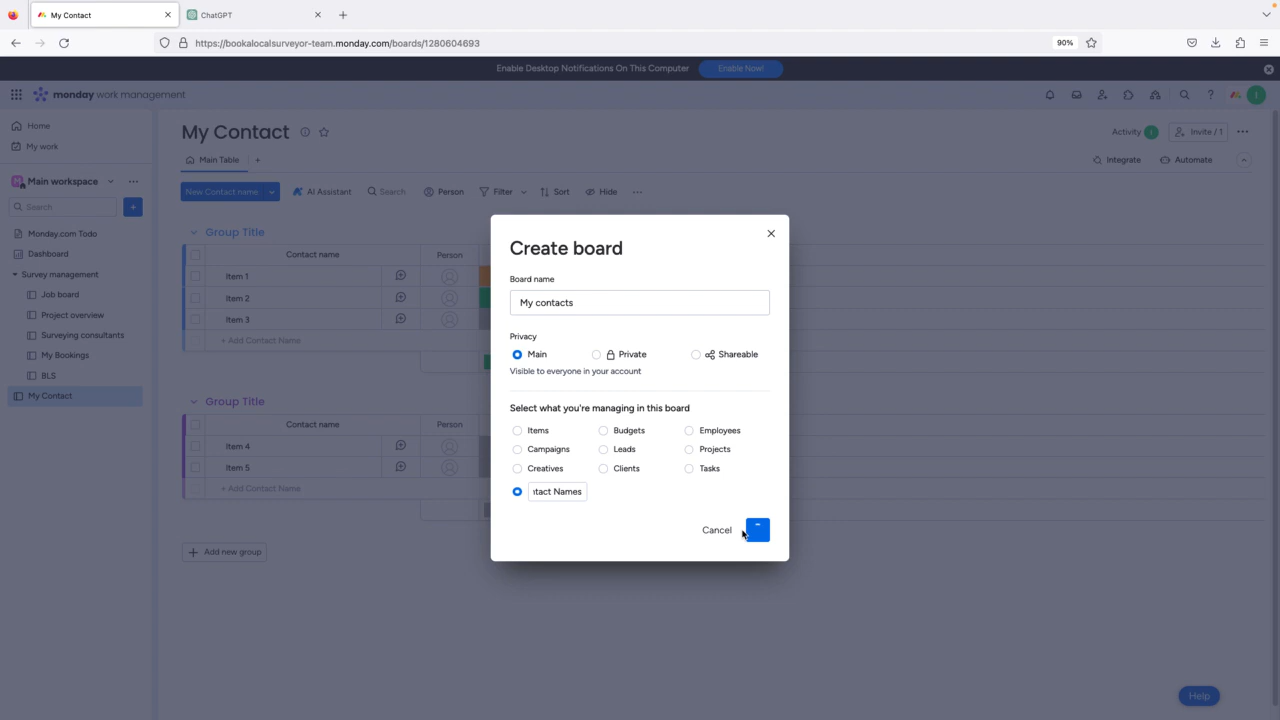 My Contact
ChatGPT
https://bookalocalsurveyor-team.monday.com/boards/1280604693
90%
Enable Desktop Notifications On This Computer
Enable Now!
monday work management
Home
My work
Main workspace
Search
Monday.com Todo
Dashboard
Survey management
Job board
Project overview
Surveying consultants
My Bookings
BLS
My Contact
My Contact
Activity
Invite / 1
Main Table
Integrate
Automate
New Contact name
AI Assistant
Search
Person
Filter
Sort
Hide
Group Title
Contact name
Person
Item 1
Item 2
Item 3
+ Add Contact Name
Group Title
Contact name
Person
Item 4
Item 5
+ Add Contact Name
Add new group
Create board
Board name
My contacts
Privacy
Main
Private
Shareable
Visible to everyone in your account
Select what you're managing in this board
Items
Budgets
Employees
Campaigns
Leads
Projects
Creatives
Clients
Tasks
ntact Names
Cancel
Help